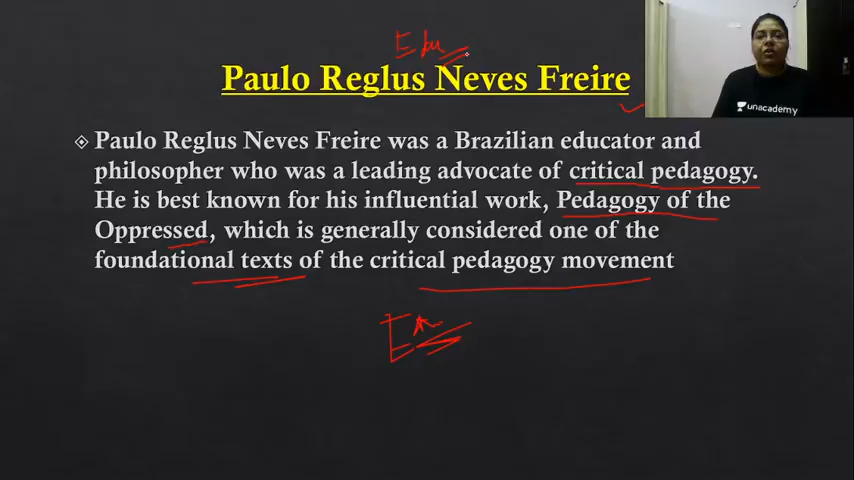 Paulo Reglus Neves Freire
unacademy
Paulo Reglus Neves Freire was a Brazilian educator and
philosopher who was a leading advocate of critical pedagogy.
He is best known for his influential work, Pedagogy of the
Oppressed, which is generally considered one of the
foundational texts of the critical pedagogy movement